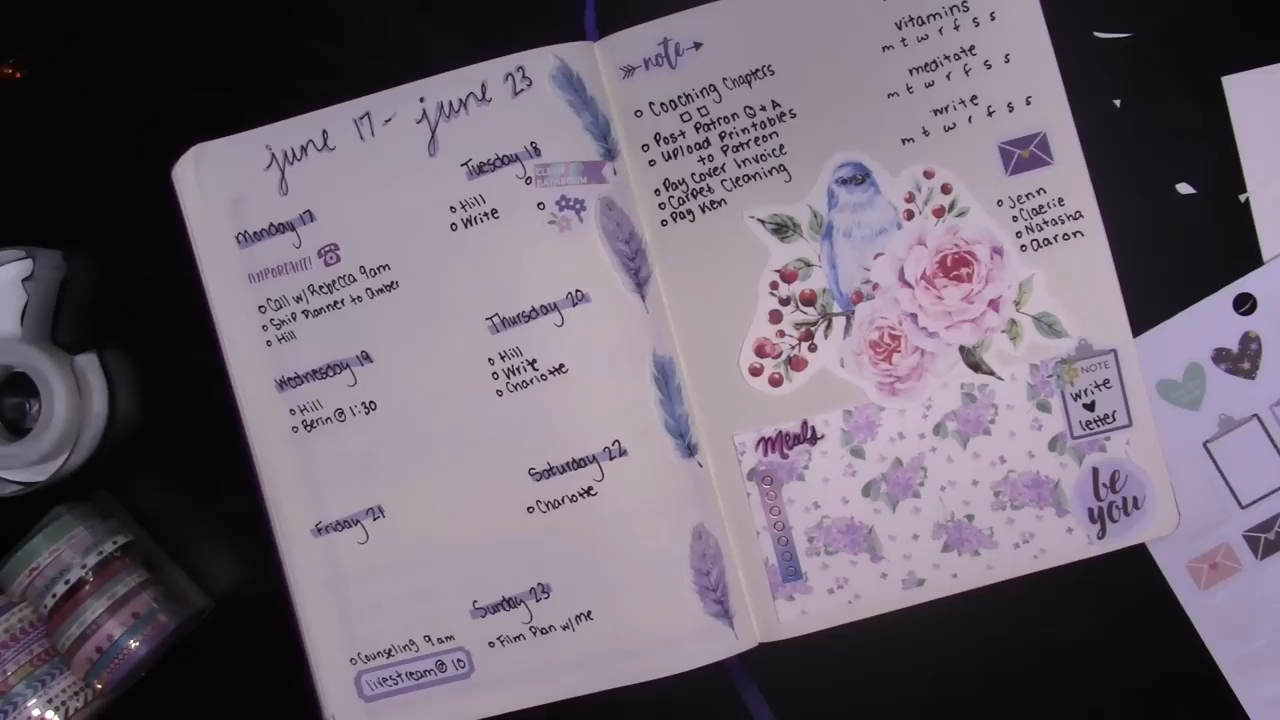 june 17 - june 23
Monday 17
IMPORTANT!
Call w/ Rebecca 9am
Ship Planner to Amber
Hill
Tuesday 18
CLEAN
BATHROOM
Hill
Write
Wednesday 19
Hill
Berin @ 1:30
Thursday 20
Hill
Write
Charlotte
Friday 21
Counseling 9am
livestream @ 10
Saturday 22
Charlotte
Sunday 23
Film Plan w/me
note
Coaching Chapters
Post Patron Q+A
Upload Printables
to Patreon
Pay Cover Invoice
Carpet Cleaning
Pay Ken
vitamins
m t w r f s s
meditate
m t w r f s s
write
m t w r f s s
Jenn
Claerie
Natasha
Aaron
NOTE
write
letter
Meals
be
you